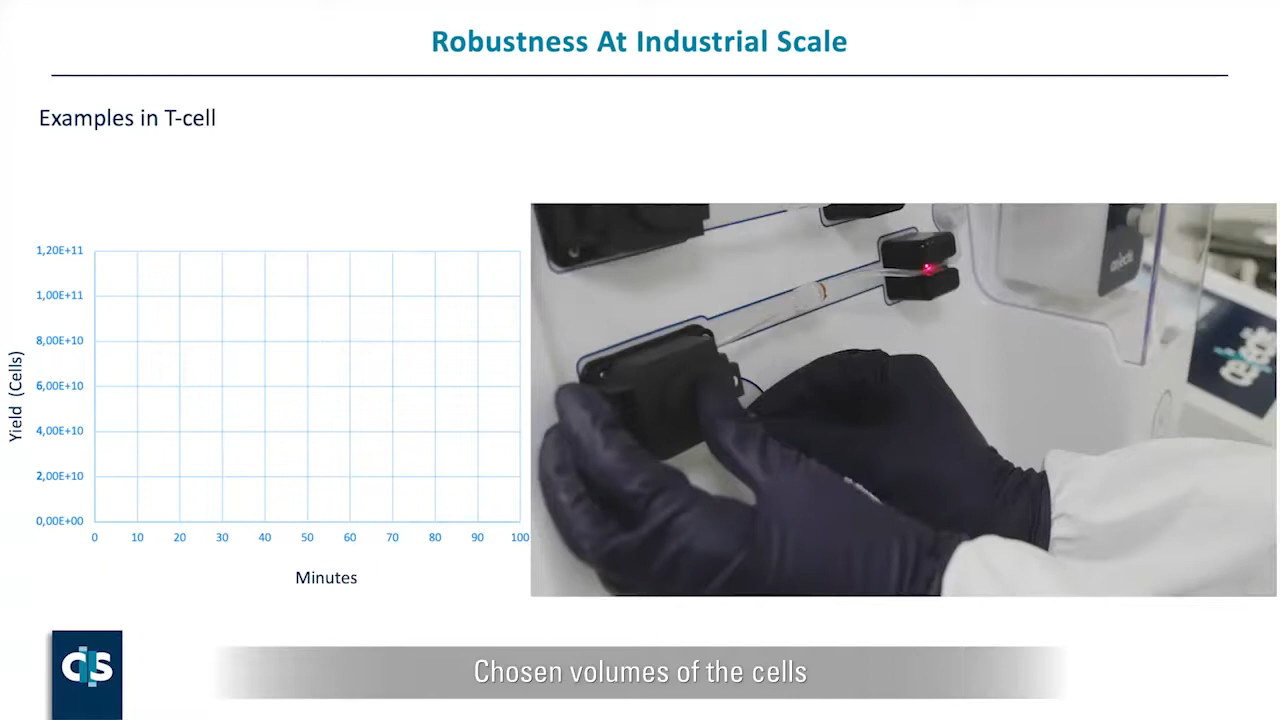 Robustness At Industrial Scale
Examples in T-cell
1,20E+11
1,00E+11
8,00E+10
6,00E+10
4,00E+10
2,00E+10
0,00E+00
Yield (Cells)
0 10 20 30 40 50 60 70 80 90 100
Minutes
Chosen volumes of the cells